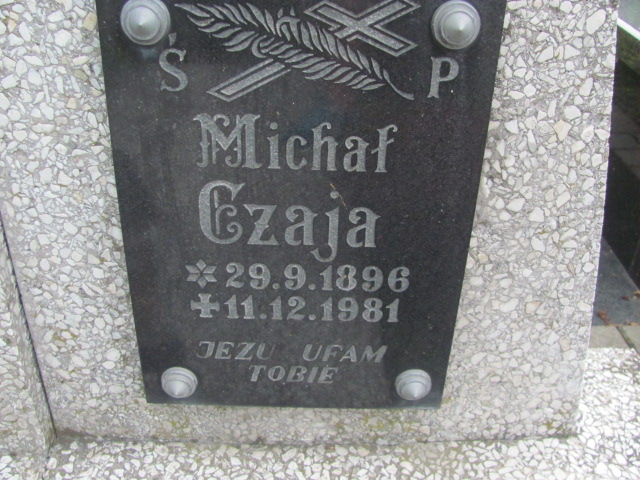 Ś P
Michał
Czaja
* 29.9.1896
+ 11.12.1981
JEZU UFAM
TOBIE